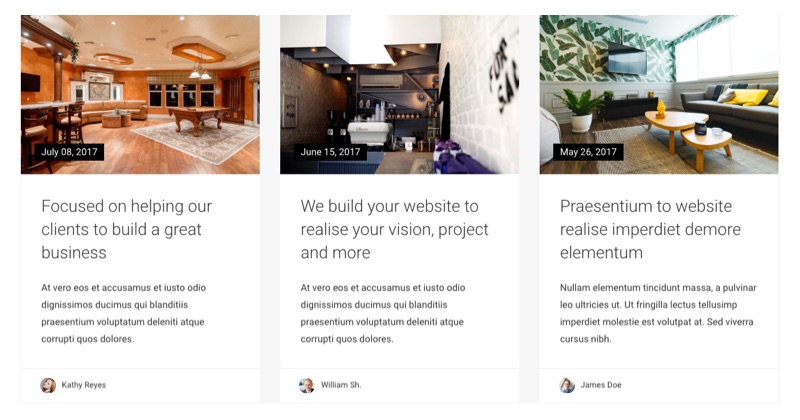 July 08, 2017
Focused on helping our
clients to build a great
business
At vero eos et accusamus et iusto odio
dignissimos ducimus qui blanditiis
praesentium voluptatum deleniti atque
corrupti quos dolores.
Kathy Reyes
FOR
June 15, 2017
We build your website to
realise your vision, project
and more
At vero eos et accusamus et iusto odio
dignissimos ducimus qui blanditiis
praesentium voluptatum deleniti atque
corrupti quos dolores.
William Sh.
May 26, 2017
Praesentium to website
realise imperdiet demore
elementum
Nullam elementum tincidunt massa, a pulvinar
leo ultricies ut. Ut fringilla lectus tellusimp
imperdiet molestie est volutpat at. Sed viverra
cursus nibh.
James Doe